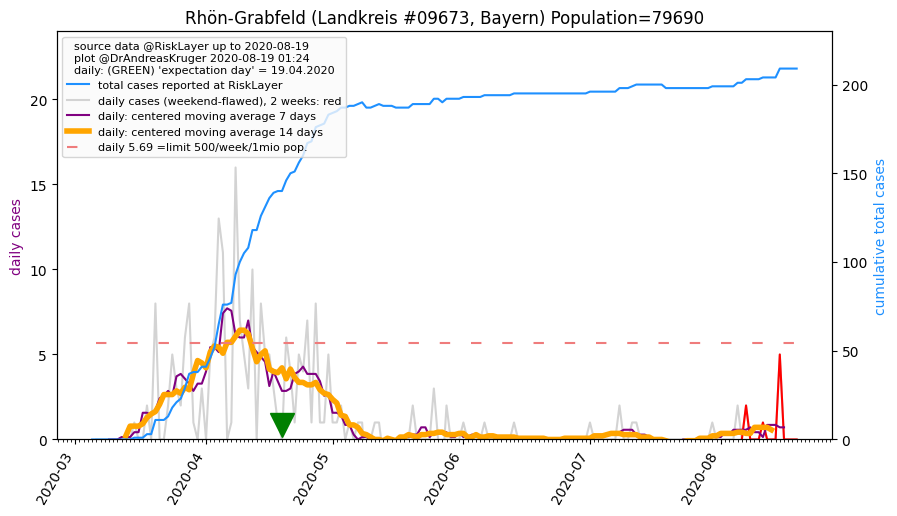 Rhön-Grabfeld (Landkreis #09673, Bayern) Population=79690
source data @RiskLayer up to 2020-08-19
plot @DrAndreasKruger 2020-08-19 01:24
daily: (GREEN) 'expectation day' = 19.04.2020
total cases reported at RiskLayer
daily cases (weekend-flawed), 2 weeks: red
daily: centered moving average 7 days
daily: centered moving average 14 days
daily 5.69 =limit 500/week/1mio pop.
daily cases
20
15
10
5
0
200
150
100
50
0
cumulative total cases
2020-03
2020-04
2020-05
2020-06
2020-07
2020-08